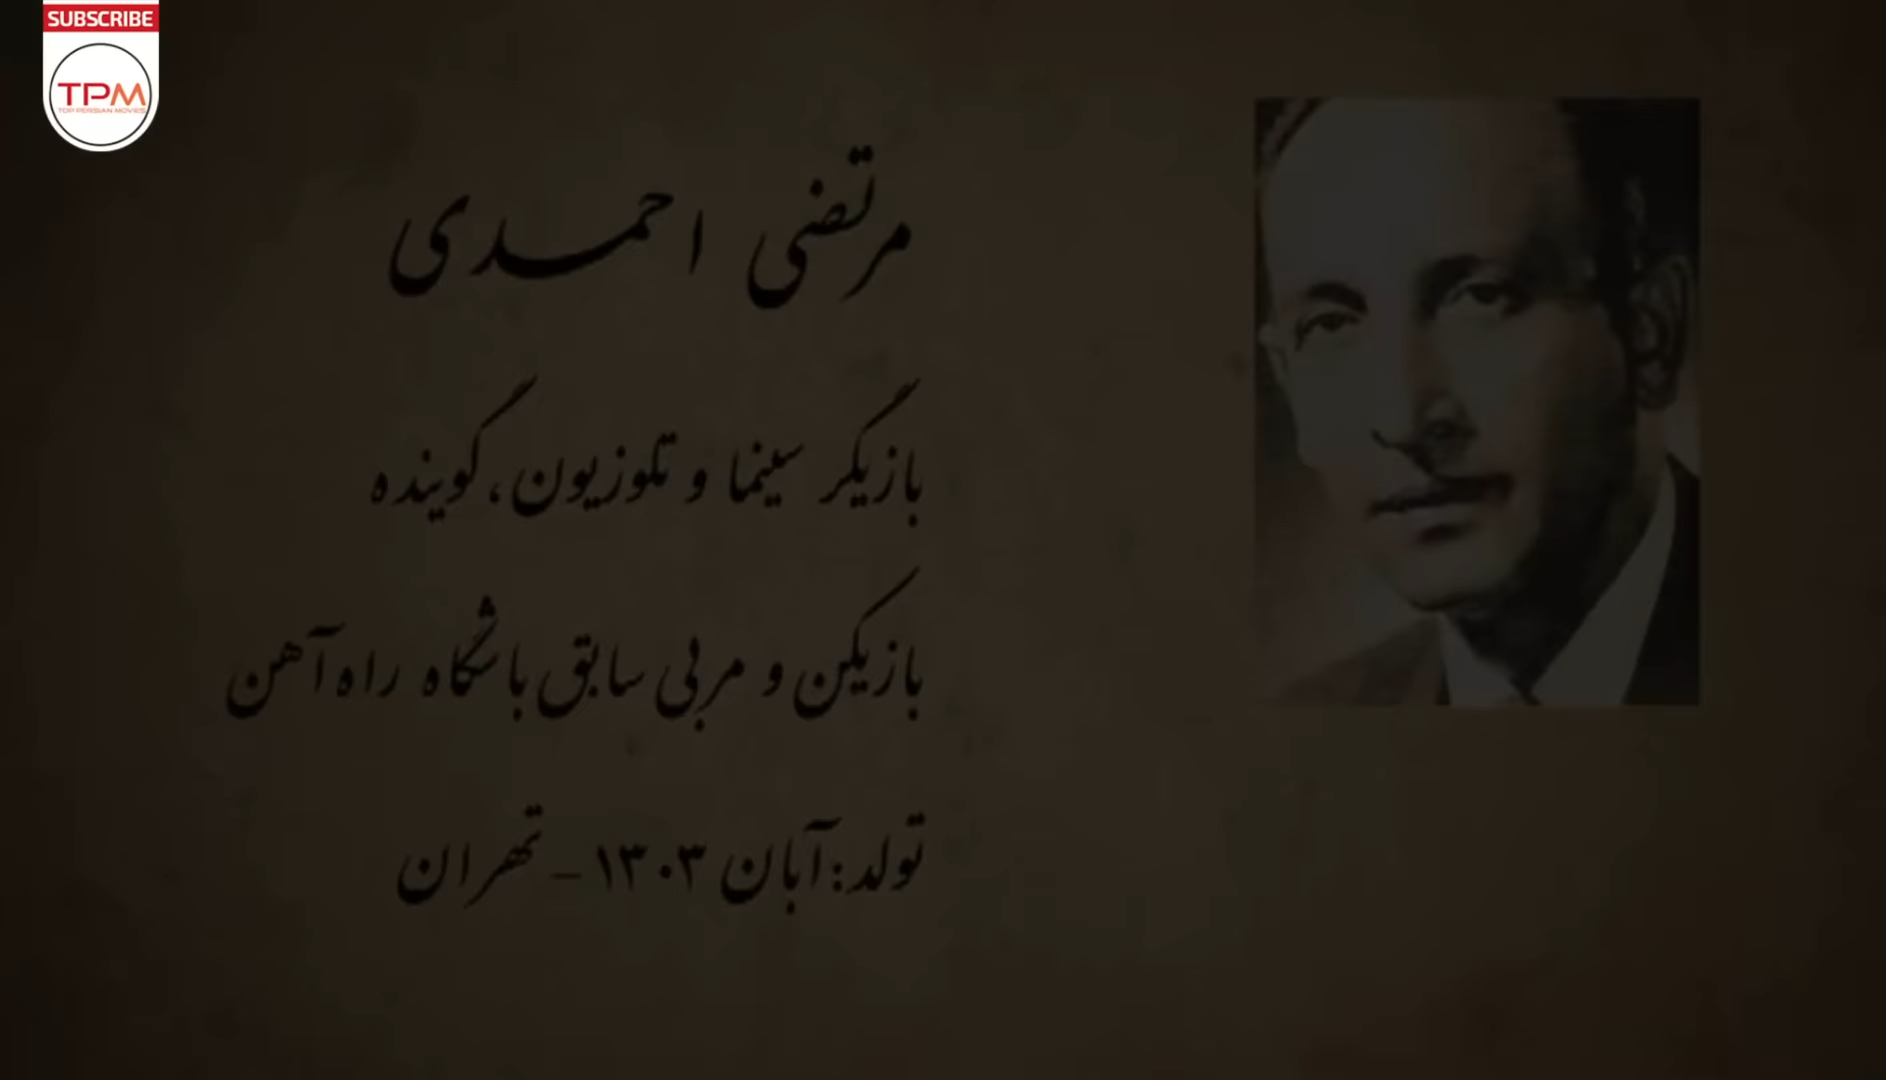 SUBSCRIBE
TPM
TOP PERSIAN MOVIES
مرتضی احمدی
بازیگر سینما و تلوزیون، گوینده
بازیکن و مربی سابق باشگاه راه آهن
تولد: آبان ۱۳۰۳ - تهران